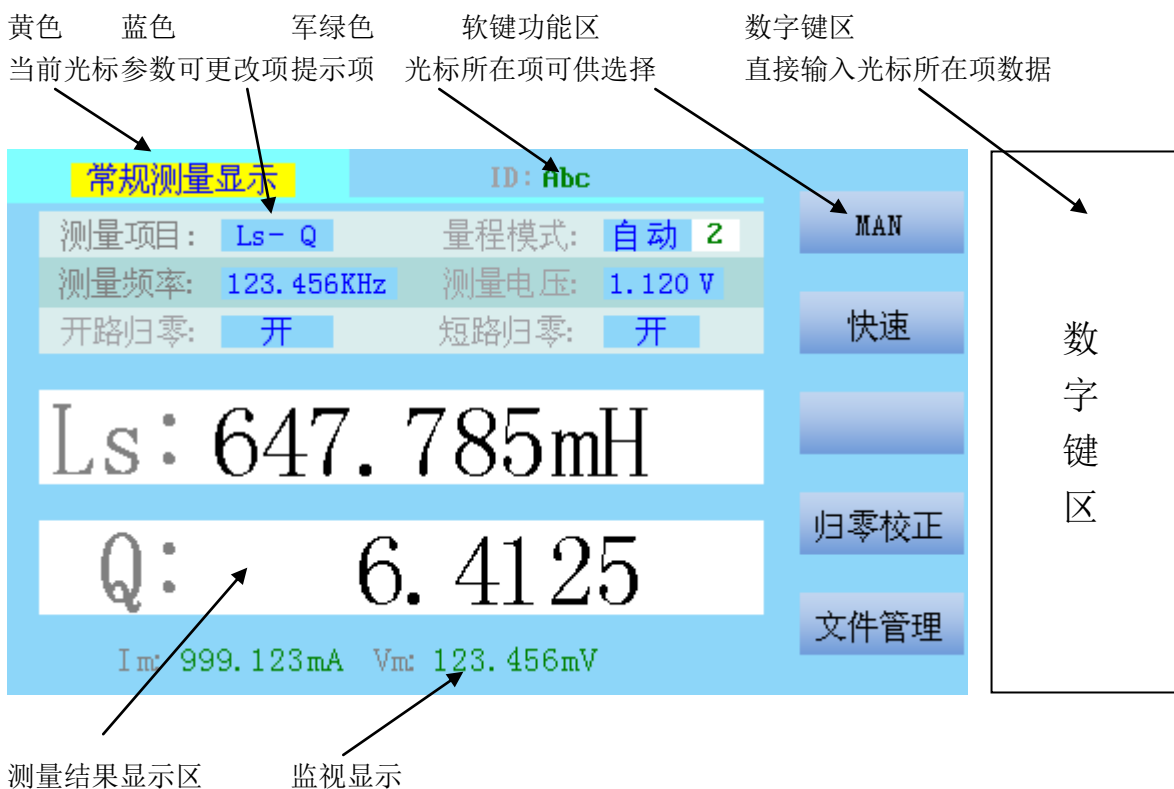 黄色 蓝色 军绿色 软键功能区 数字键区
当前光标参数可更改项提示项 光标所在项可供选择 直接输入光标所在项数据
常规测量显示 ID: Abc
测量项目: Ls- Q 量程模式: 自动 2
测量频率: 123.456KHz 测量电压: 1.120 V
开路归零: 开 短路归零: 开
Ls: 647.785mH
Q: 6.4125
Im: 999.123mA Vm: 123.456mV
MAN
快速
归零校正
文件管理
数
字
键
区
测量结果显示区 监视显示